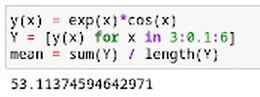 y(x) = exp(x)*cos(x)
Y = [y(x) for x in 3:0.1:6]
mean = sum(Y) / length(Y)
53.11374594642971